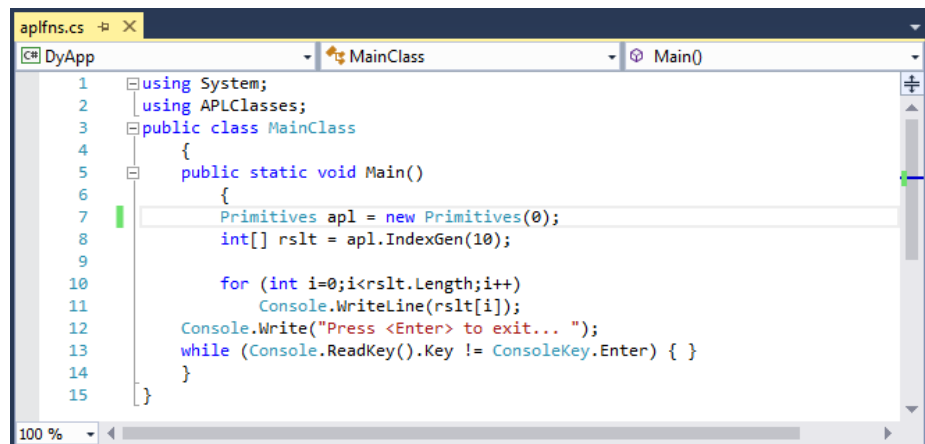 aplfns.cs
C# DyApp MainClass Main()
1 using System;
2 using APLClasses;
3 public class MainClass
4 {
5 public static void Main()
6 {
7 Primitives apl = new Primitives(0);
8 int[] rslt = apl.IndexGen(10);
9
10 for (int i=0;i<rslt.Length;i++)
11 Console.WriteLine(rslt[i]);
12 Console.Write("Press <Enter> to exit... ");
13 while (Console.ReadKey().Key != ConsoleKey.Enter) { }
14 }
15 }
100 %